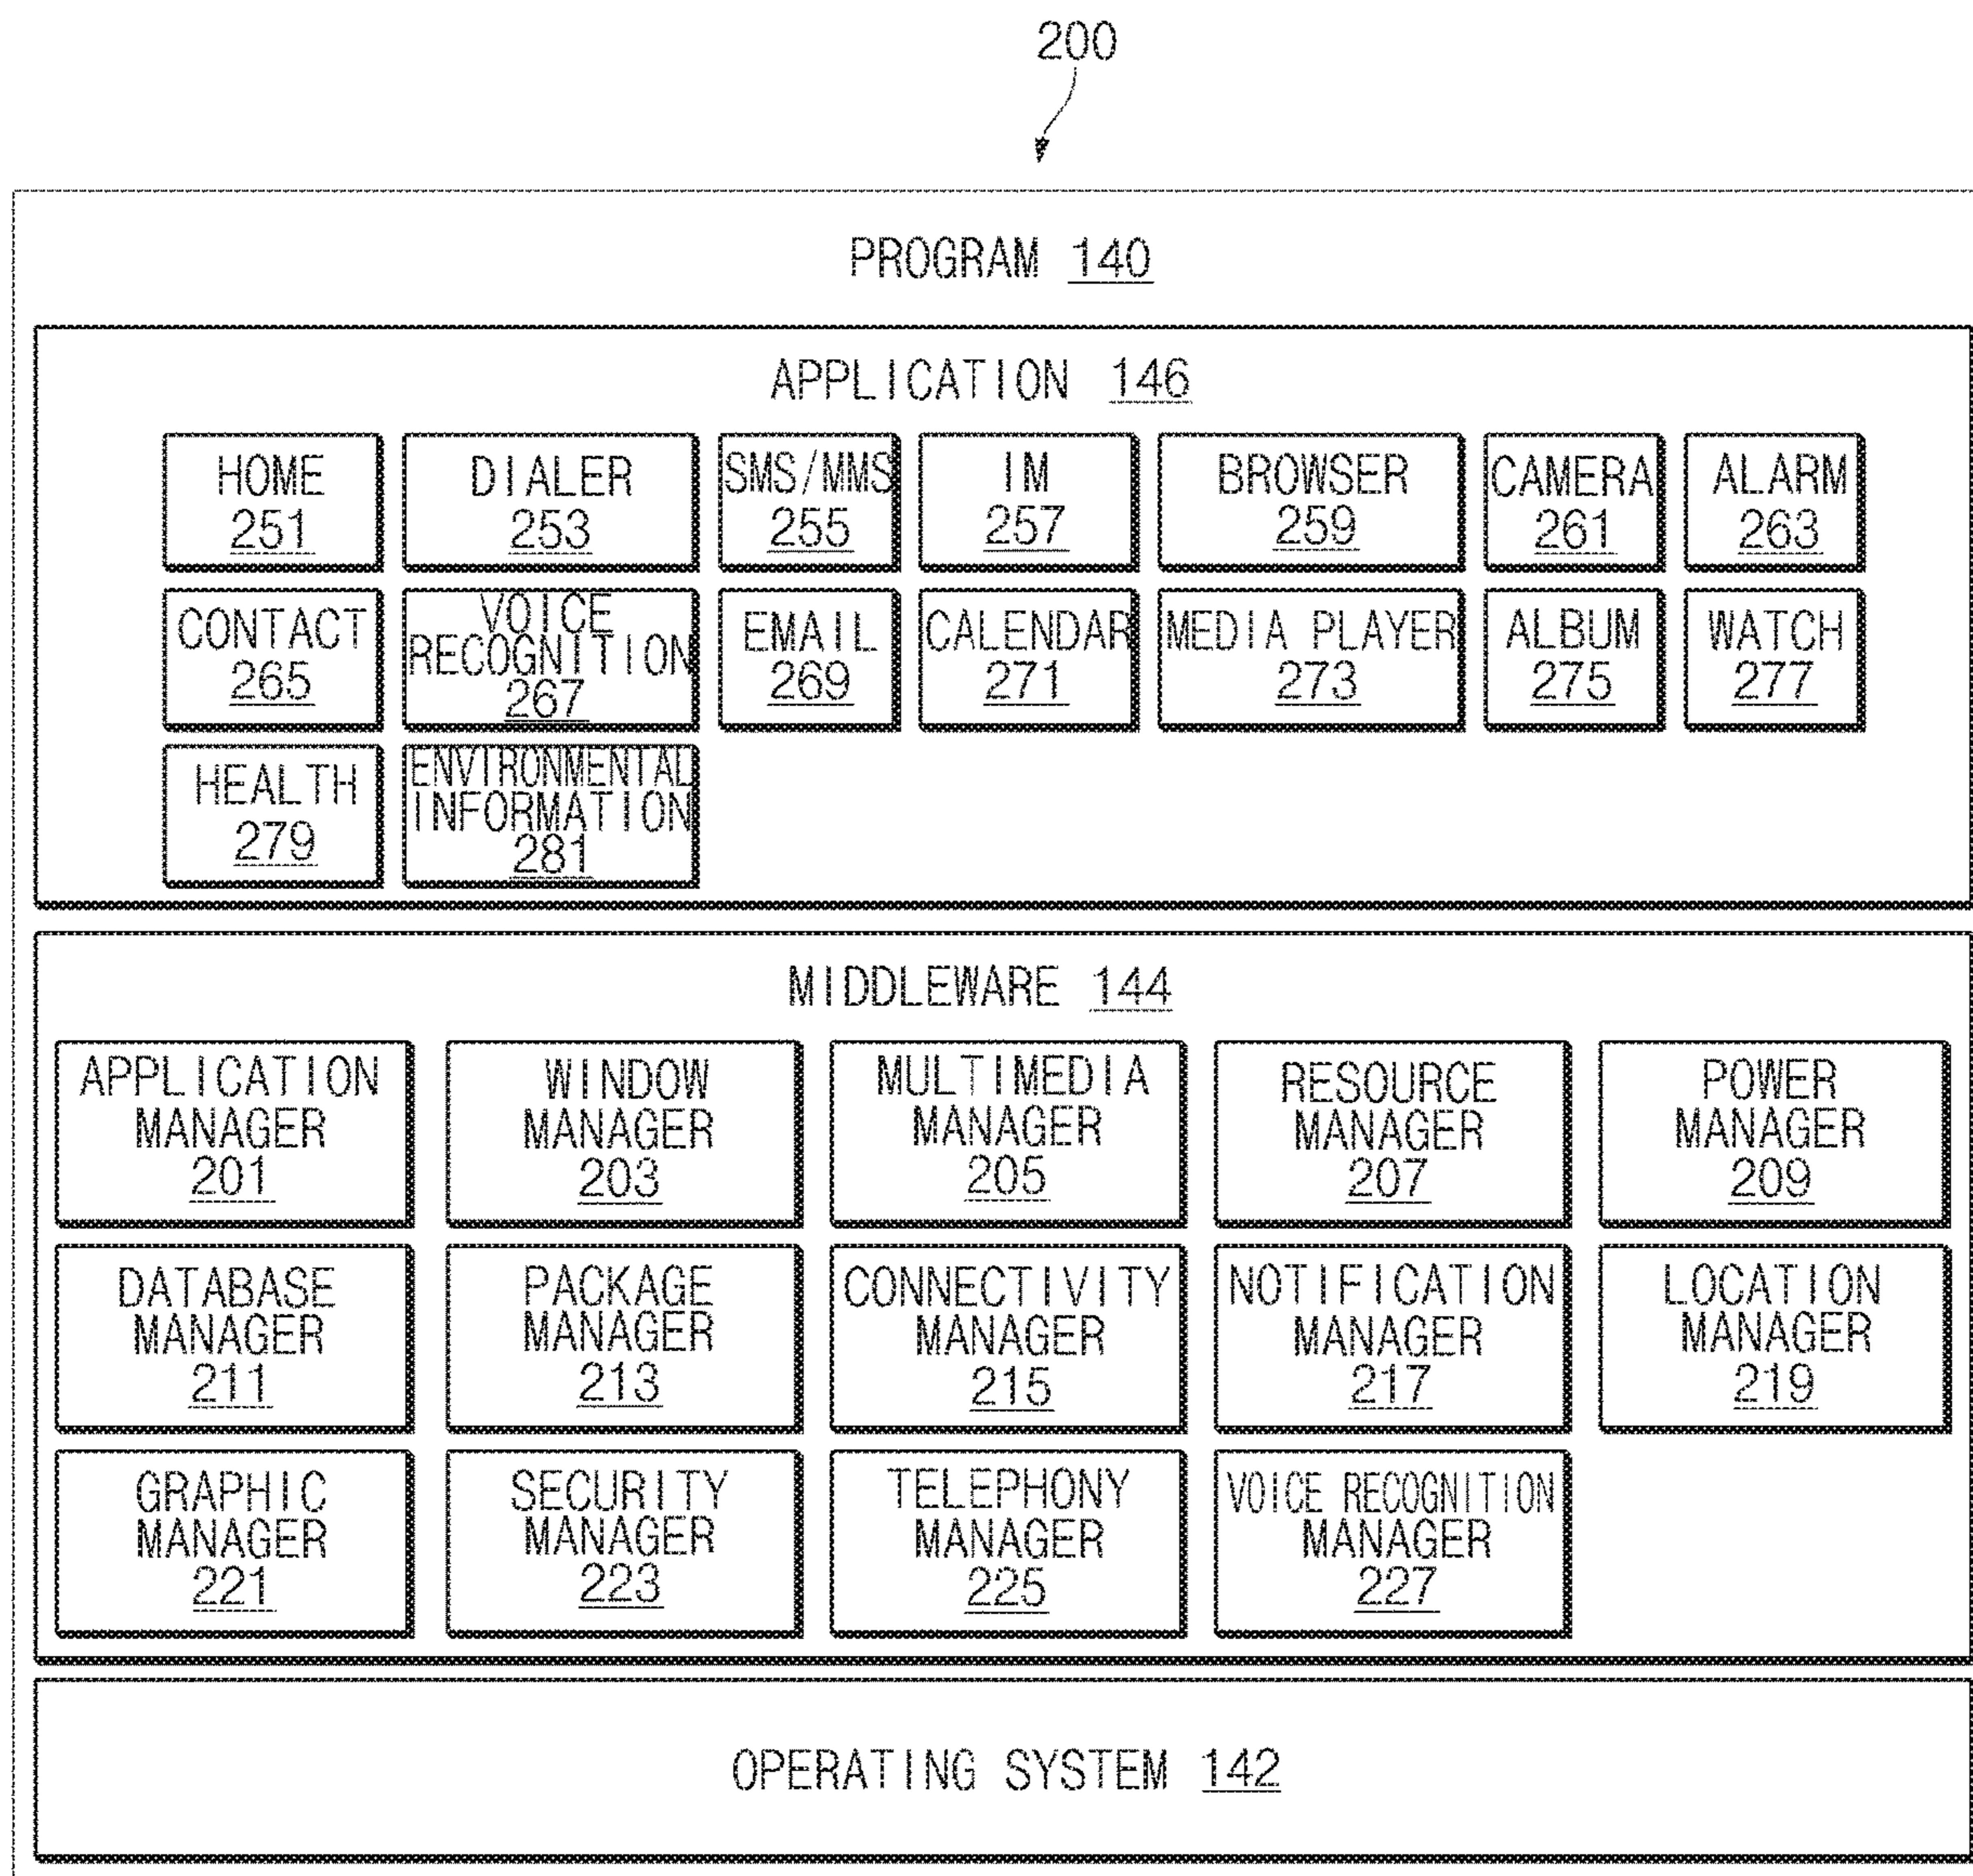 200
PROGRAM 140
APPLICATION 146
HOME
251
DIALER
253
SMS/MMS
255
IM
257
BROWSER
259
CAMERA
261
ALARM
263
CONTACT
265
VOICE
RECOGNITION
267
EMAIL
269
CALENDAR
271
MEDIA PLAYER
273
ALBUM
275
WATCH
277
HEALTH
279
ENVIRONMENTAL
INFORMATION
281
MIDDLEWARE 144
APPLICATION
MANAGER
201
WINDOW
MANAGER
203
MULTIMEDIA
MANAGER
205
RESOURCE
MANAGER
207
POWER
MANAGER
209
DATABASE
MANAGER
211
PACKAGE
MANAGER
213
CONNECTIVITY
MANAGER
215
NOTIFICATION
MANAGER
217
LOCATION
MANAGER
219
GRAPHIC
MANAGER
221
SECURITY
MANAGER
223
TELEPHONY
MANAGER
225
VOICE RECOGNITION
MANAGER
227
OPERATING SYSTEM 142